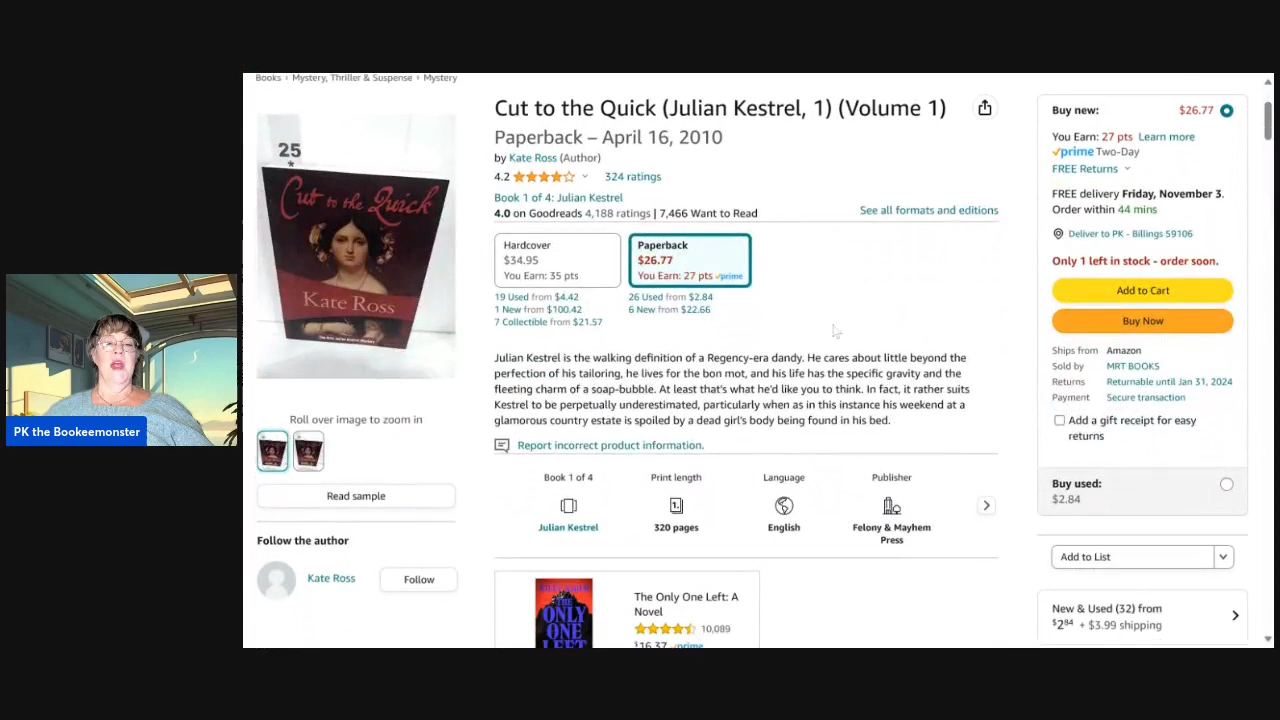 Books › Mystery, Thriller & Suspense › Mystery
25
*
Cut to the Quick
Kate Ross
Roll over image to zoom in
Read sample
Follow the author
Kate Ross
Follow
Cut to the Quick (Julian Kestrel, 1) (Volume 1)
Paperback – April 16, 2010
by Kate Ross (Author)
4.2 324 ratings
Book 1 of 4: Julian Kestrel
4.0 on Goodreads 4,188 ratings | 7,466 Want to Read
See all formats and editions
Hardcover
$34.95
You Earn: 35 pts
19 Used from $4.42
1 New from $100.42
7 Collectible from $21.57
Paperback
$26.77
You Earn: 27 pts prime
26 Used from $2.84
6 New from $22.66
Julian Kestrel is the walking definition of a Regency-era dandy. He cares about little beyond the
perfection of his tailoring, he lives for the bon mot, and his life has the specific gravity and the
fleeting charm of a soap-bubble. At least that's what he'd like you to think. In fact, it rather suits
Kestrel to be perpetually underestimated, particularly when as in this instance his weekend at a
glamorous country estate is spoiled by a dead girl's body being found in his bed.
Report incorrect product information.
Book 1 of 4
Julian Kestrel
Print length
1.
320 pages
Language
English
Publisher
Felony & Mayhem
Press
THE
ONLY
ONE
LEFT
The Only One Left: A
Novel
10,089
$16.37 prime
Buy new: $26.77
You Earn: 27 pts Learn more
prime Two-Day
FREE Returns
FREE delivery Friday, November 3.
Order within 44 mins
Deliver to PK - Billings 59106
Only 1 left in stock - order soon.
Add to Cart
Buy Now
Ships from Amazon
Sold by MRT BOOKS
Returns Returnable until Jan 31, 2024
Payment Secure transaction
Add a gift receipt for easy
returns
Buy used:
$2.84
Add to List
New & Used (32) from
$2.84 + $3.99 shipping
PK the Bookeemonster